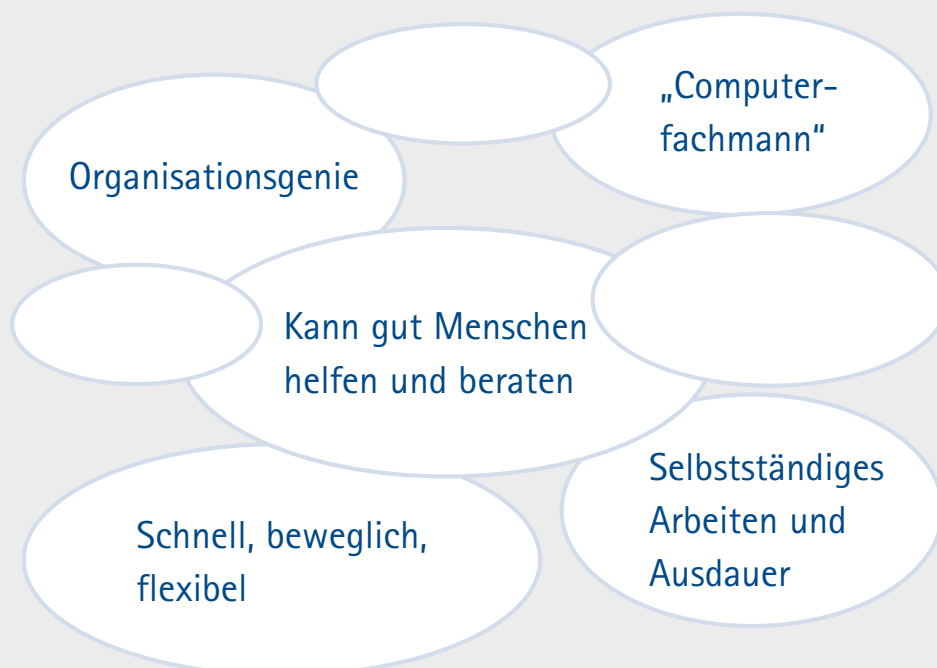 „Computer-
fachmann“
Organisationsgenie
Kann gut Menschen
helfen und beraten
Selbstständiges
Arbeiten und
Ausdauer
Schnell, beweglich,
flexibel